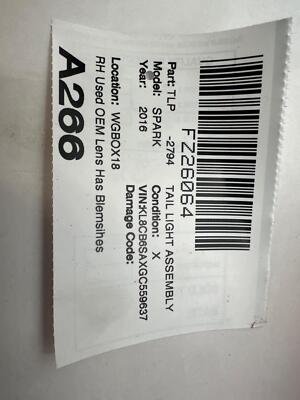 FZ26064
Part: TLP -2794 TAIL LIGHT ASSEMBLY
Model: SPARK Condition: X
Year: 2016 VIN:KL8CB6SAXGC559637
Damage Code:
Location: WGBOX18
RH Used OEM Lens Has Blemsihes
A266